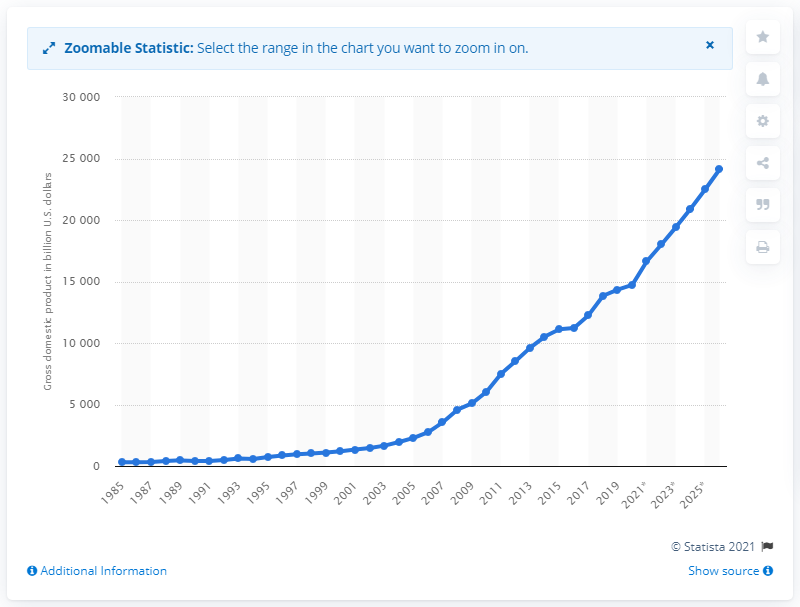 Zoomable Statistic: Select the range in the chart you want to zoom in on.
Gross domestic product in billion U.S. dollars
30 000
25 000
20 000
15 000
10 000
5 000
0
1985 1987 1989 1991 1993 1995 1997 1999 2001 2003 2005 2007 2009 2011 2013 2015 2017 2019 2021* 2023* 2025*
© Statista 2021
Additional Information
Show source